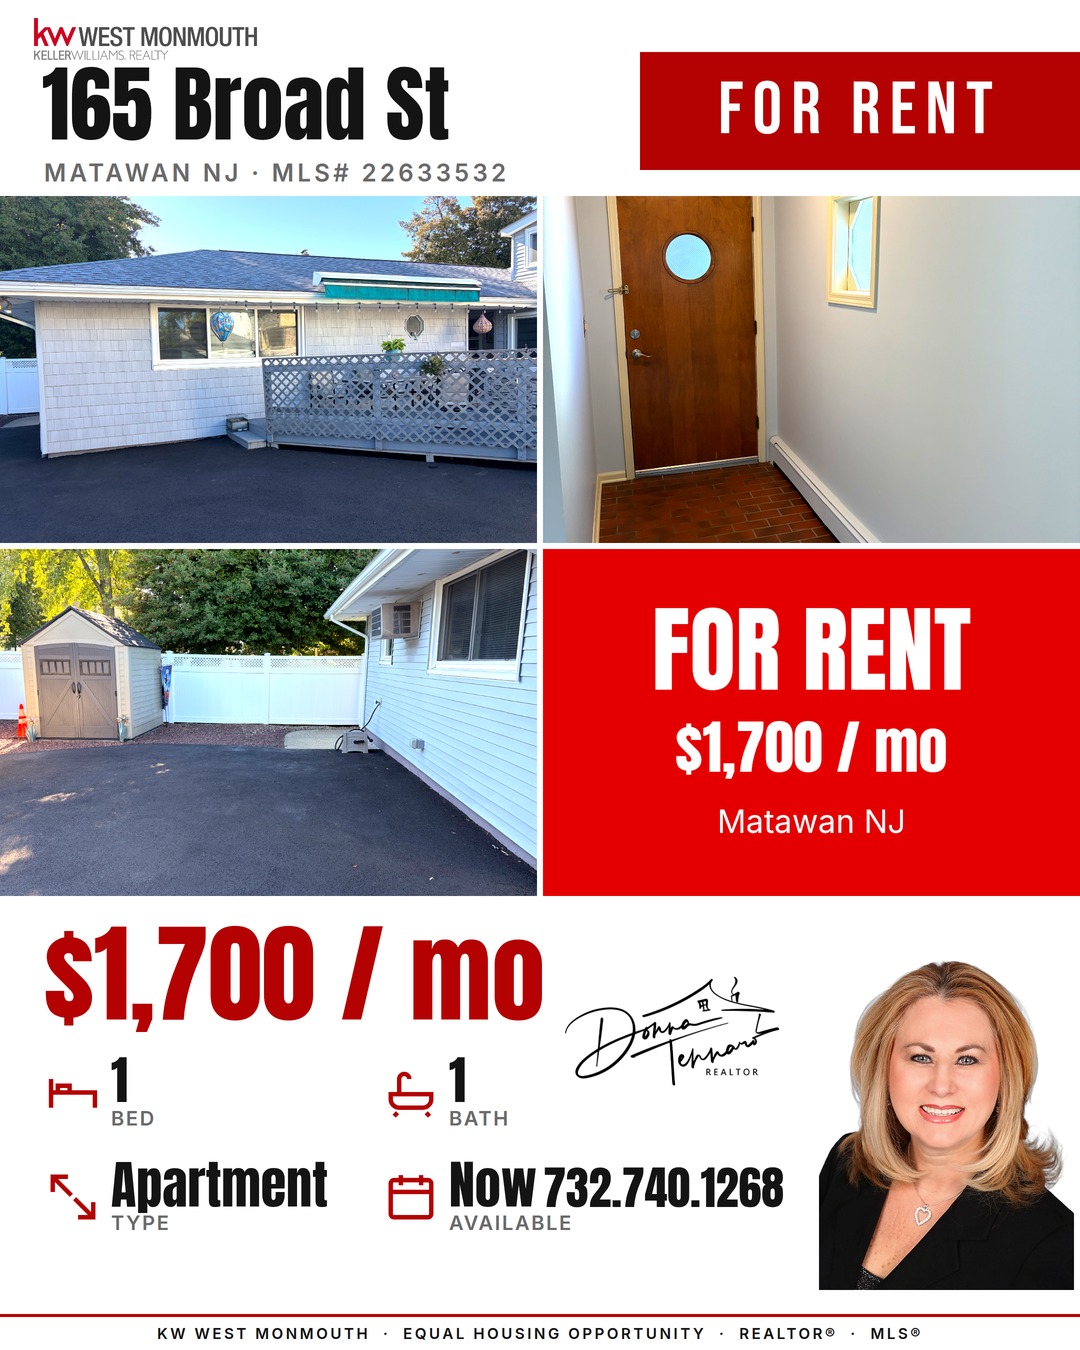 kw WEST MONMOUTH
KELLERWILLIAMS. REALTY
165 Broad St
MATAWAN NJ · MLS# 22633532
FOR RENT
FOR RENT
$1,700 / mo
Matawan NJ
$1,700 / mo
Donna Tennaro
REALTOR
1
BED
1
BATH
Apartment
TYPE
Now 732.740.1268
AVAILABLE
KW WEST MONMOUTH · EQUAL HOUSING OPPORTUNITY · REALTOR® · MLS®